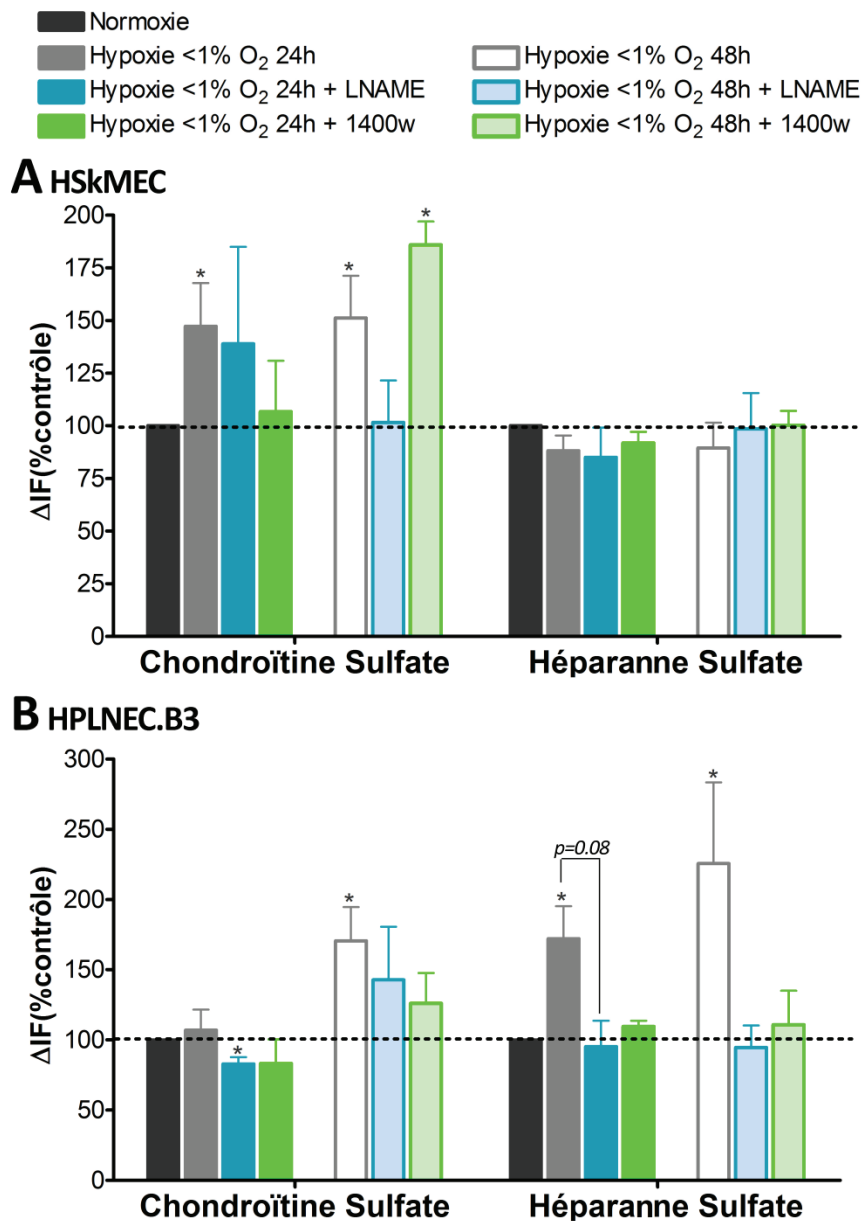 Normoxie
Hypoxie <1% O₂ 24h
Hypoxie <1% O₂ 48h
Hypoxie <1% O₂ 24h + LNAME
Hypoxie <1% O₂ 48h + LNAME
Hypoxie <1% O₂ 24h + 1400w
Hypoxie <1% O₂ 48h + 1400w
A HSkMEC
200
175
150
125
100
75
50
25
0
ΔIF(%contrôle)
* * *
Chondroïtine Sulfate
Héparanne Sulfate
B HPLNEC.B3
300
250
200
150
100
50
0
ΔIF(%contrôle)
*
p=0.08
* *
*
Chondroïtine Sulfate
Héparanne Sulfate